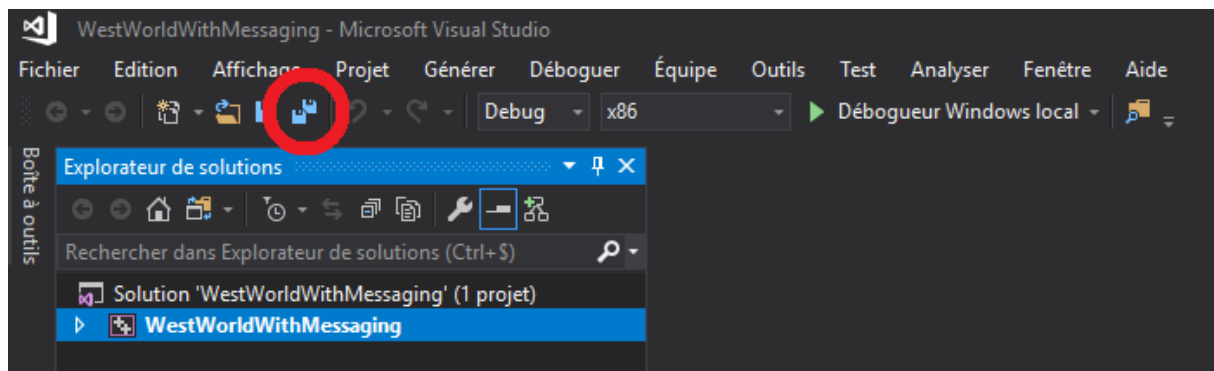 WestWorldWithMessaging - Microsoft Visual Studio
Fichier Edition Affichage Projet Générer Déboguer Équipe Outils Test Analyser Fenêtre Aide
Debug x86 Débogueur Windows local
Boîte à outils
Explorateur de solutions
Rechercher dans Explorateur de solutions (Ctrl+$)
Solution 'WestWorldWithMessaging' (1 projet)
WestWorldWithMessaging